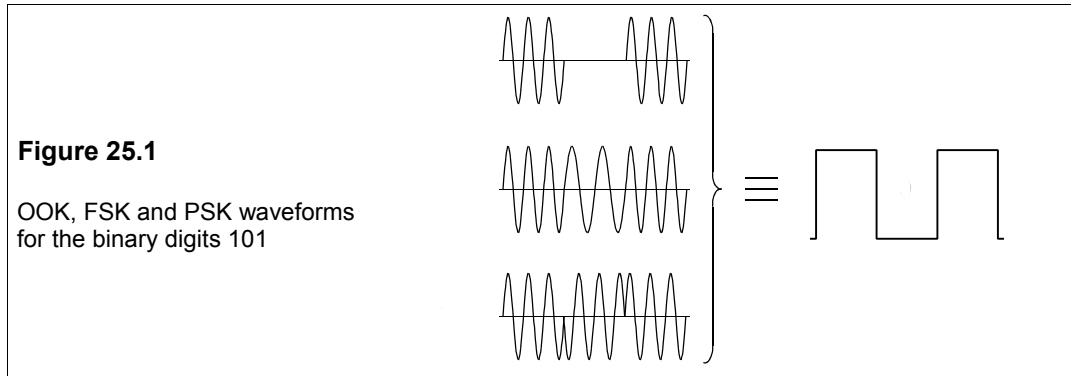 Figure 25.1
OOK, FSK and PSK waveforms
for the binary digits 101